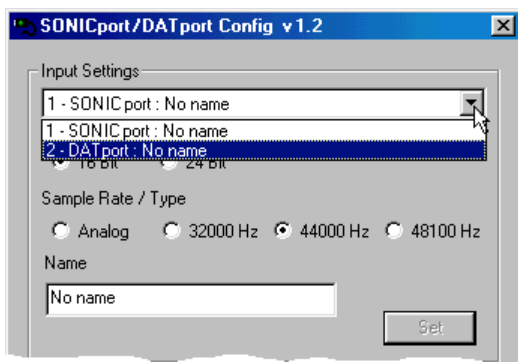 SONICport/DATport Config v1.2
Input Settings
1 - SONIC port : No name
1 - SONIC port : No name
2 - DATport : No name
16 Bit 24 Bit
Sample Rate / Type
Analog 32000 Hz 44000 Hz 48100 Hz
Name
No name
Set